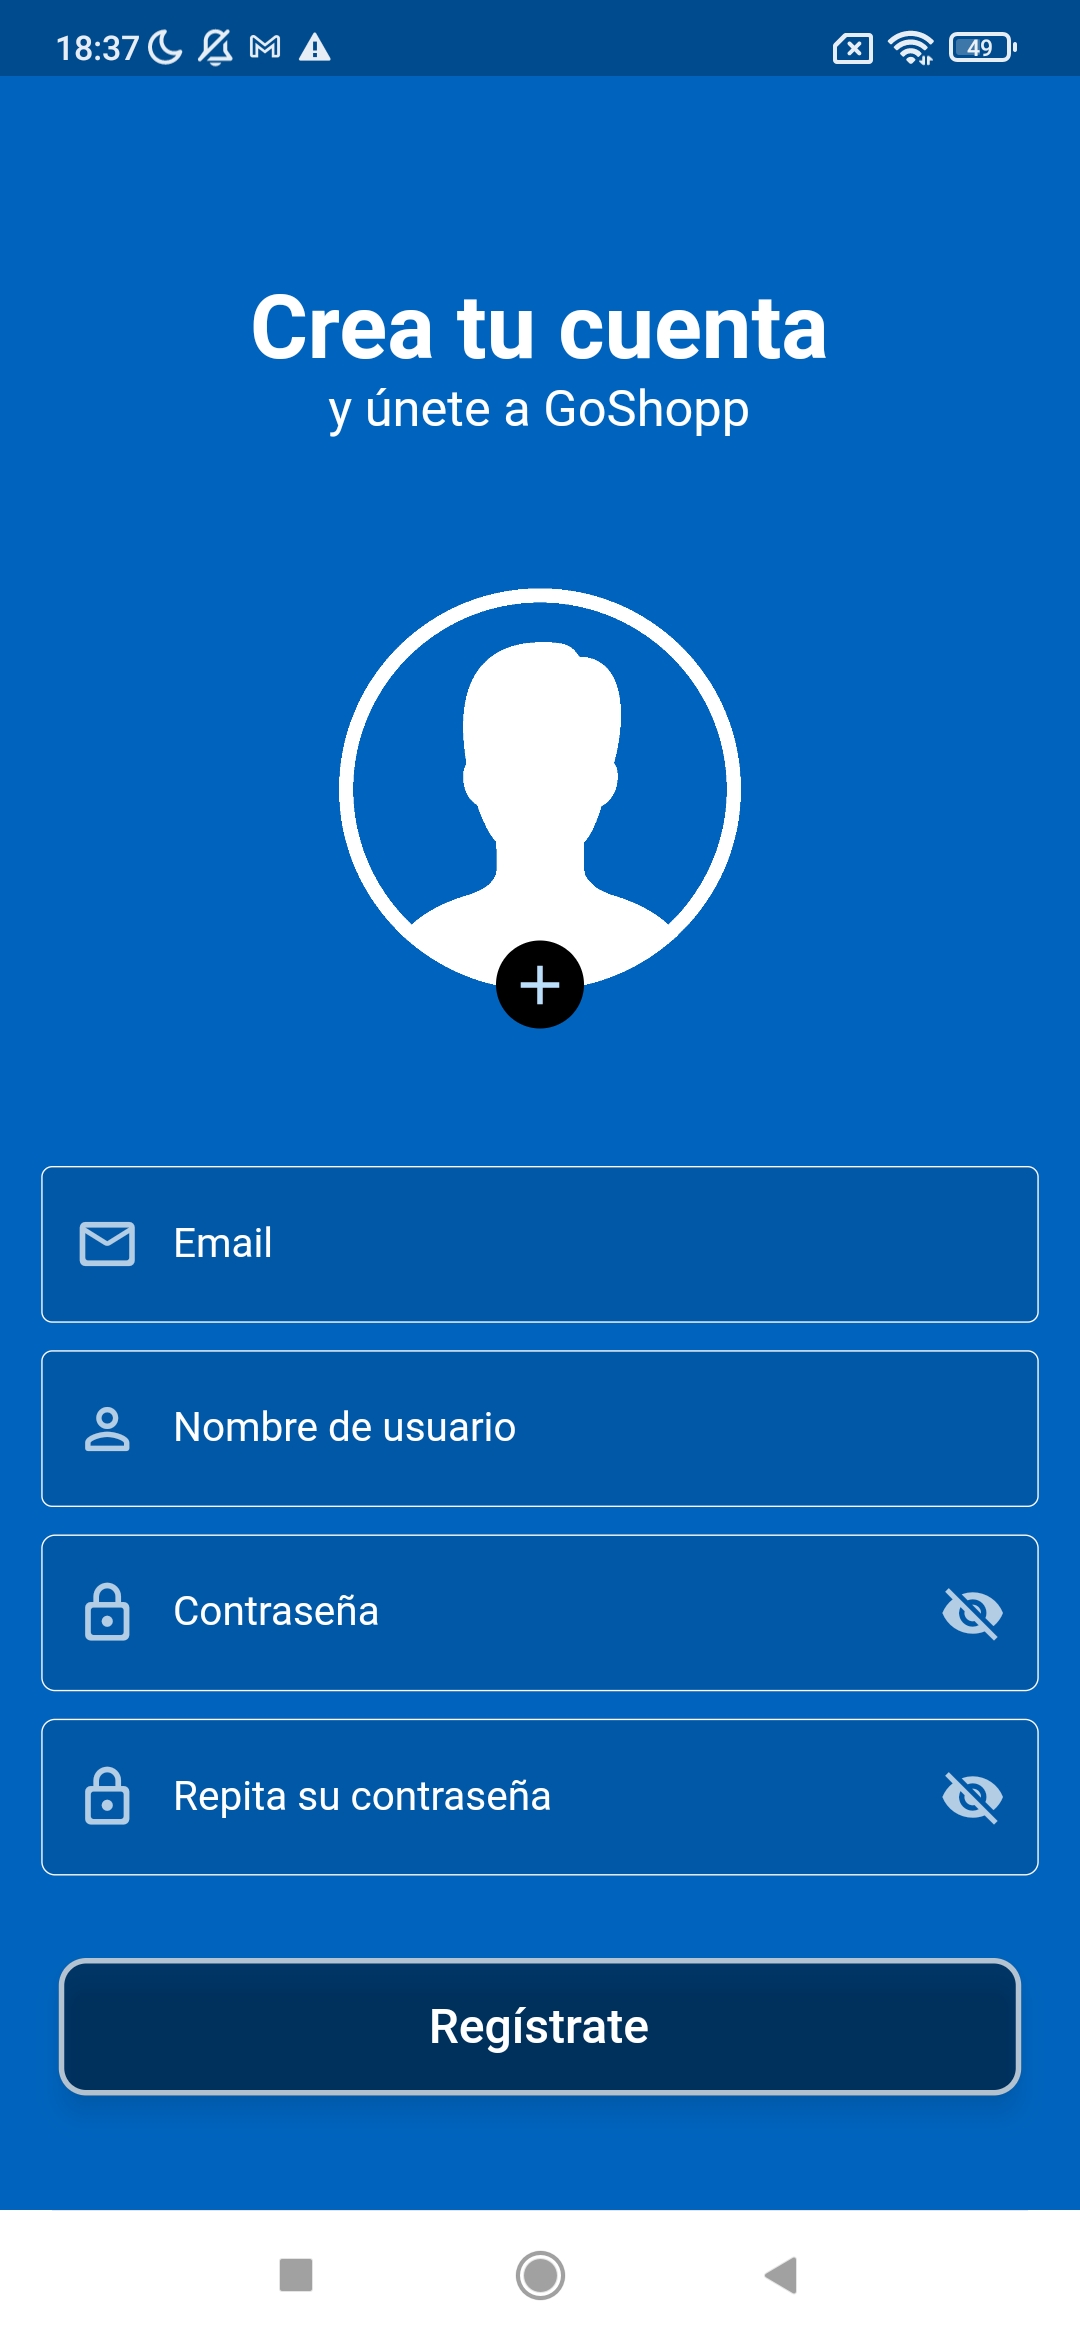 18:37
49
Crea tu cuenta
y únete a GoShopp
Email
Nombre de usuario
Contraseña
Repita su contraseña
Regístrate